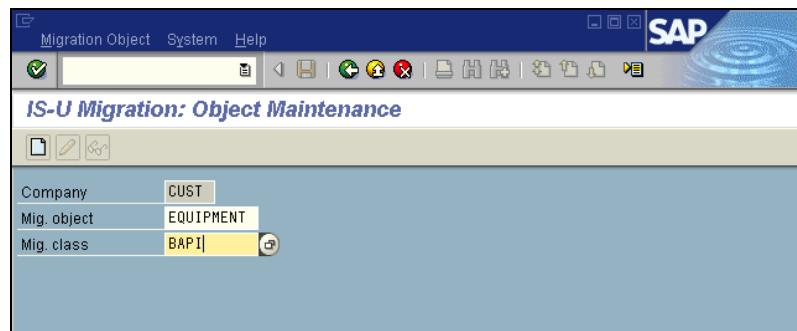 Migration Object System Help
SAP
IS-U Migration: Object Maintenance
Company CUST
Mig. object EQUIPMENT
Mig. class BAPI